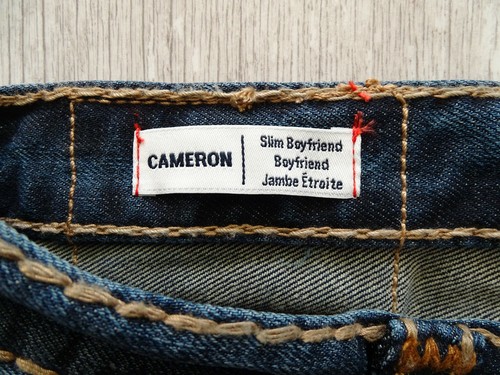 CAMERON
Slim Boyfriend
Boyfriend
Jambe Étroite